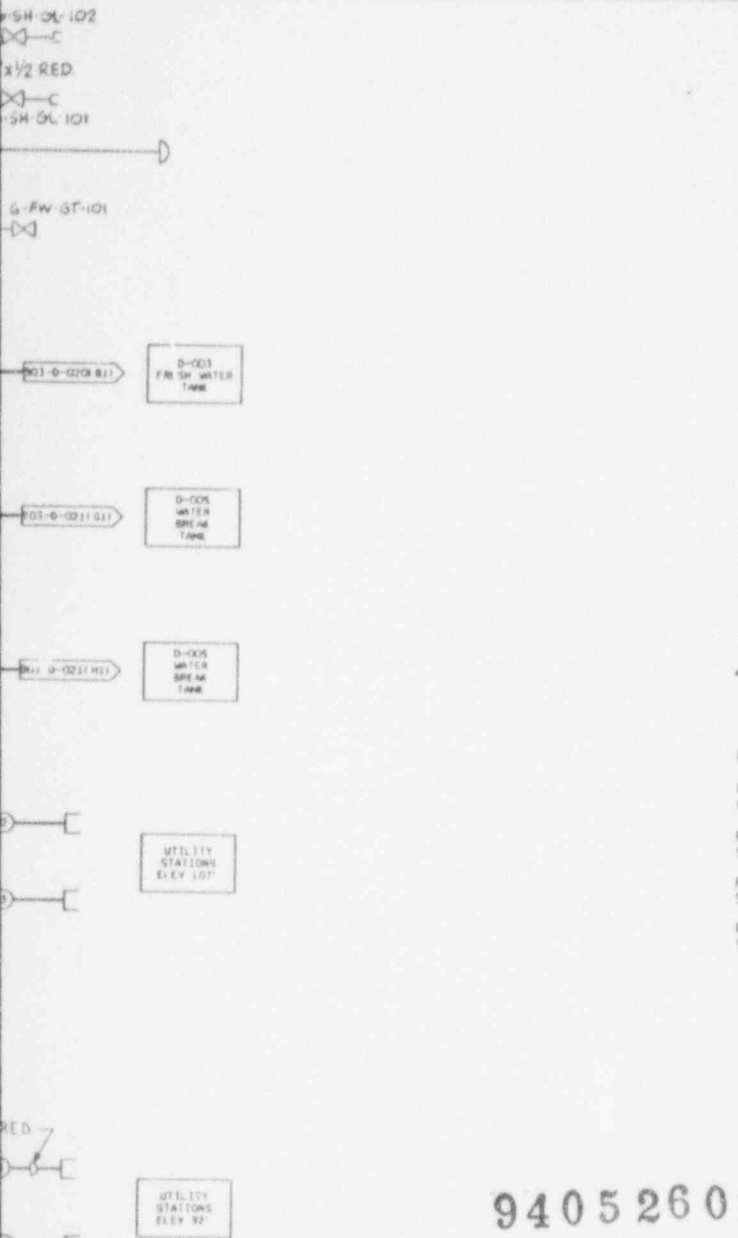 -SH-GL-102
x1/2 RED.
-SH-GL-101
G-FW-GT-101
D-003
FRESH WATER
TANK
D-005
WATER
BREAK
TANK
D-005
WATER
BREAK
TANK
UTILITY
STATIONS
ELEV 107'
RED
UTILITY
STATIONS
ELEV 92'
9405260